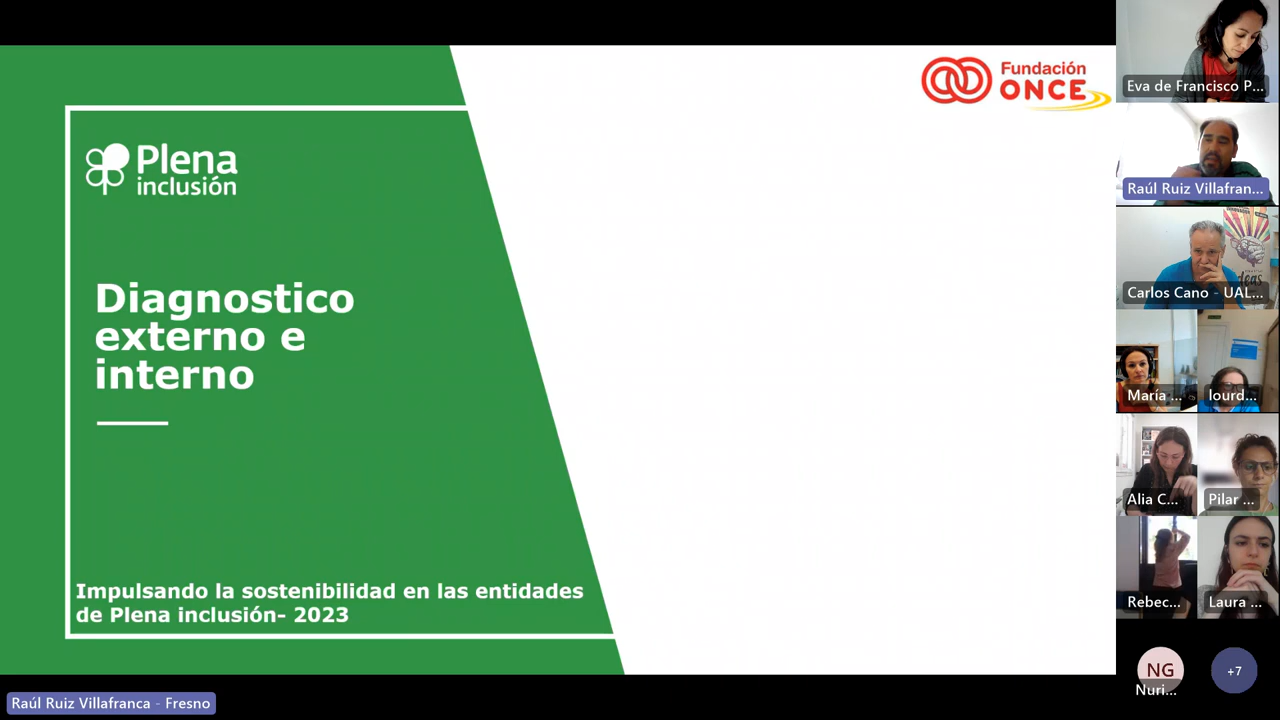 Plena
inclusión
Fundación
ONCE
Diagnostico
externo e
interno
Impulsando la sostenibilidad en las entidades
de Plena inclusión- 2023
Raúl Ruiz Villafranca - Fresno
Eva de Francisco P...
Raúl Ruiz Villafran...
Carlos Cano - UAL...
María ...
lourd...
Alia C...
Pilar ...
Rebec...
Laura ...
NG
Nuri...
+7